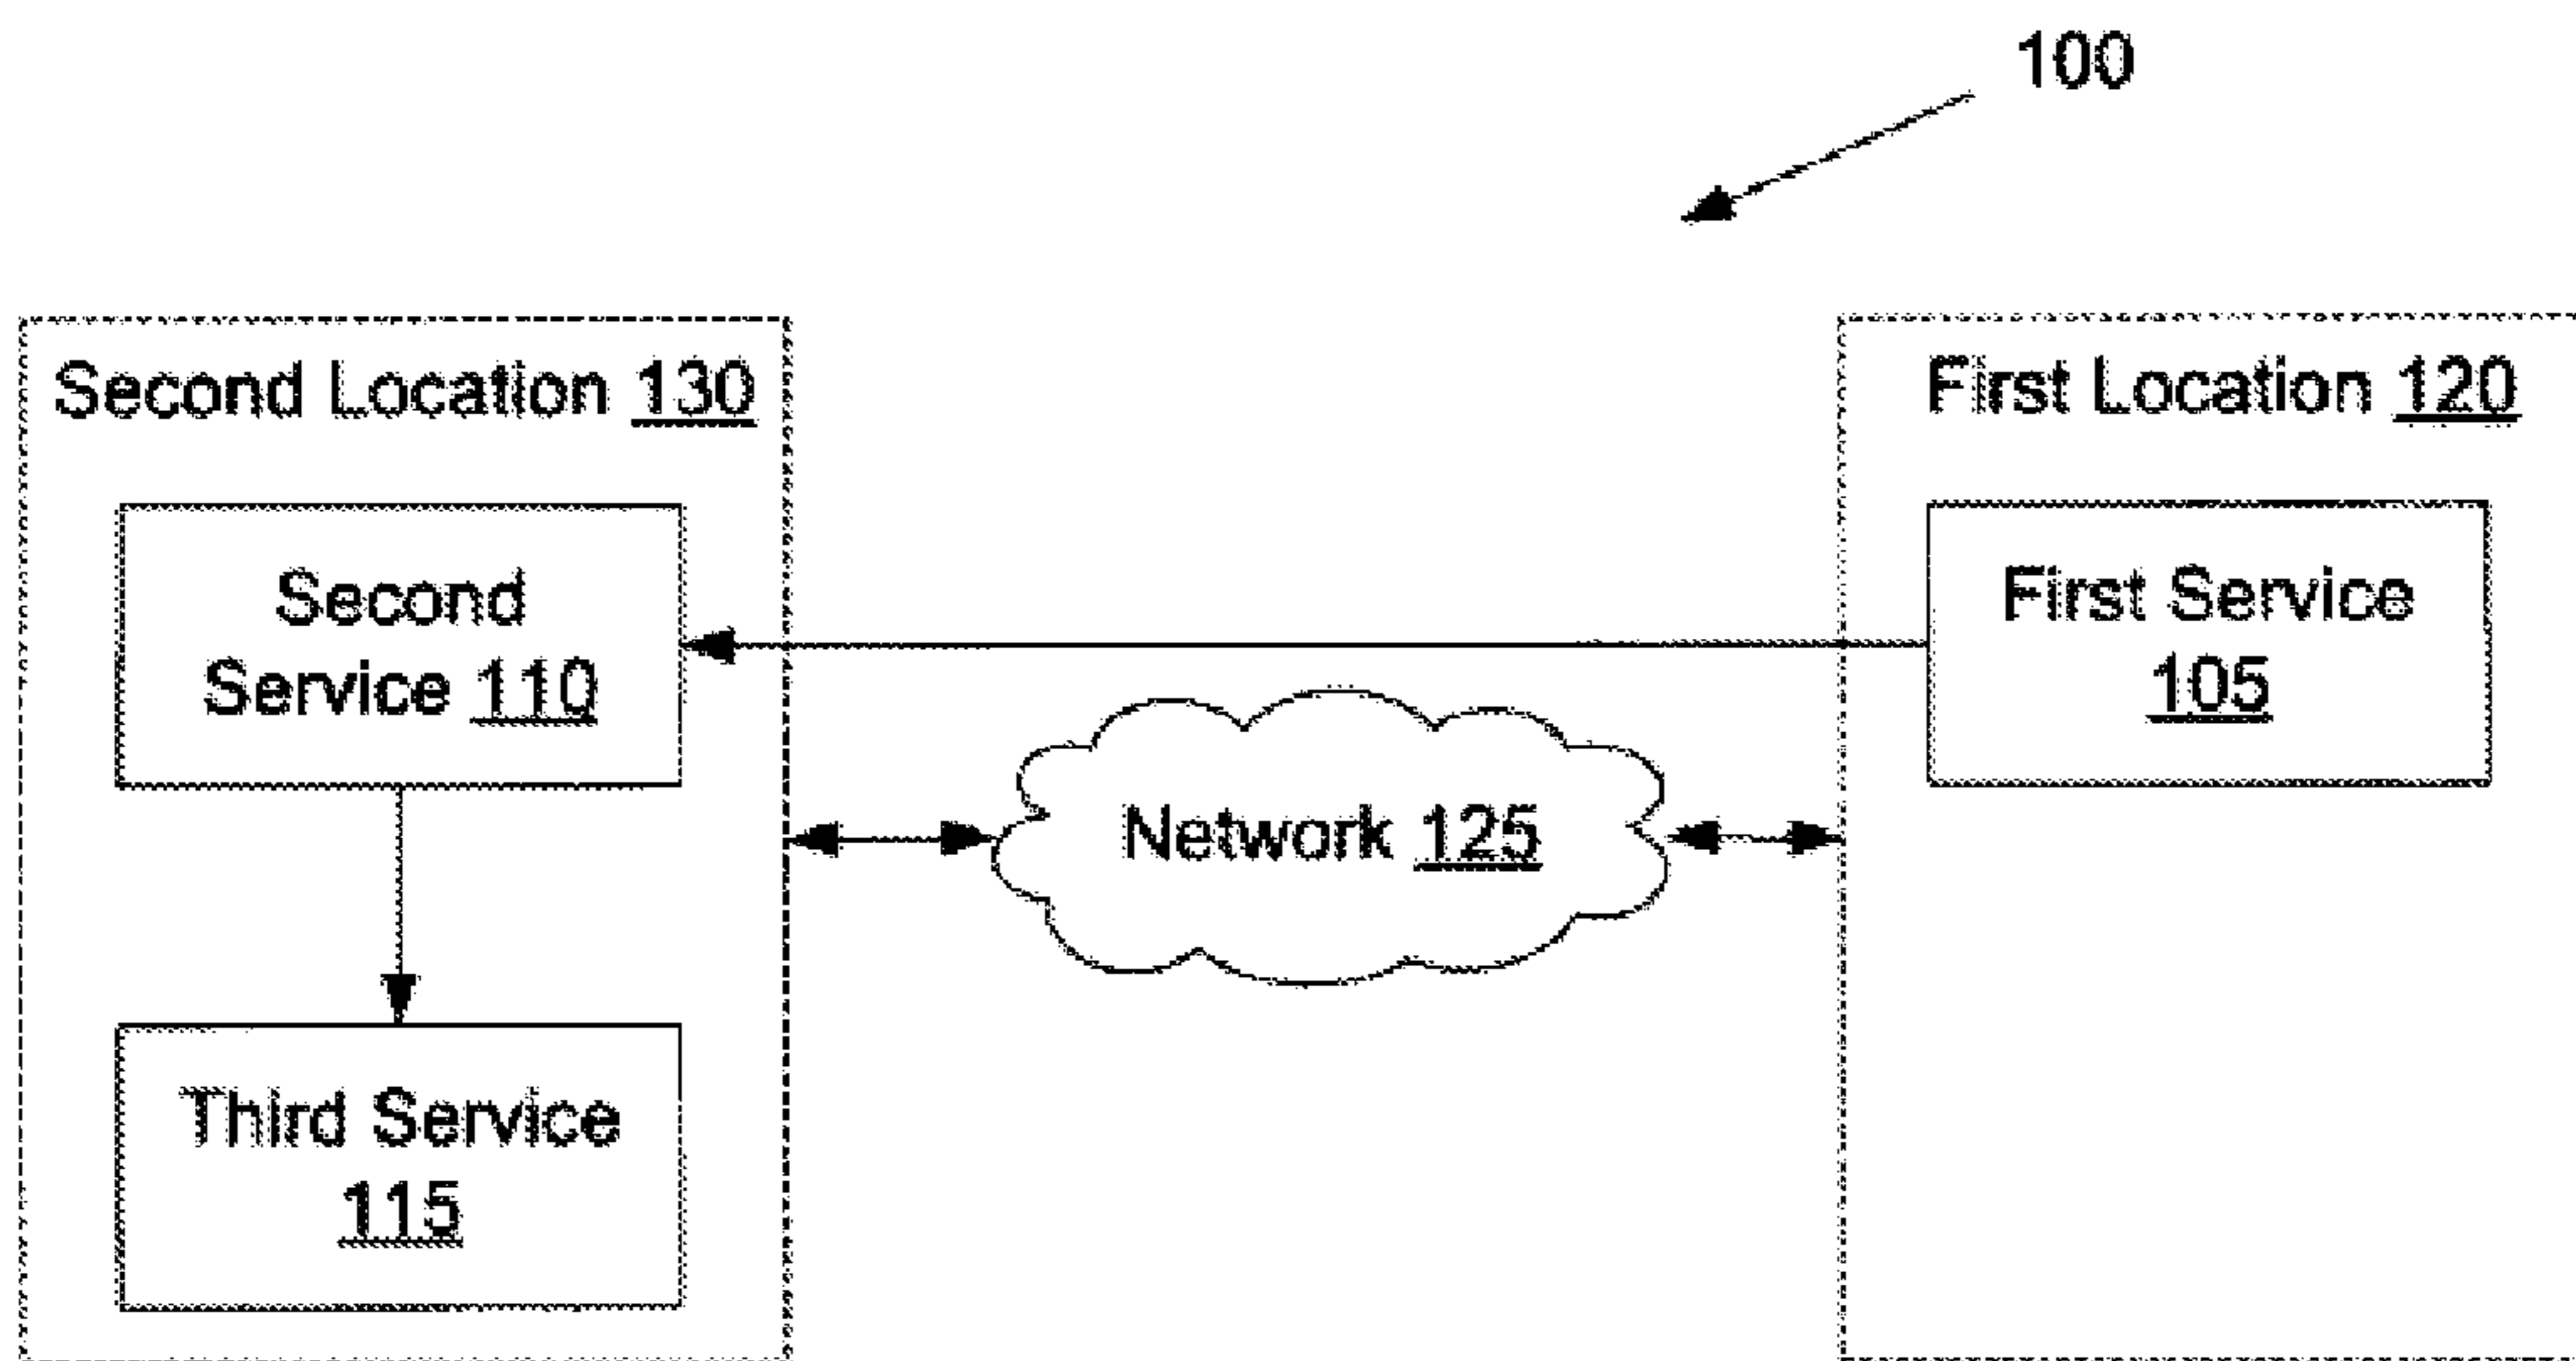 100
Second Location 130
First Location 120
Second
Service 110
First Service
105
Network 125
Third Service
115